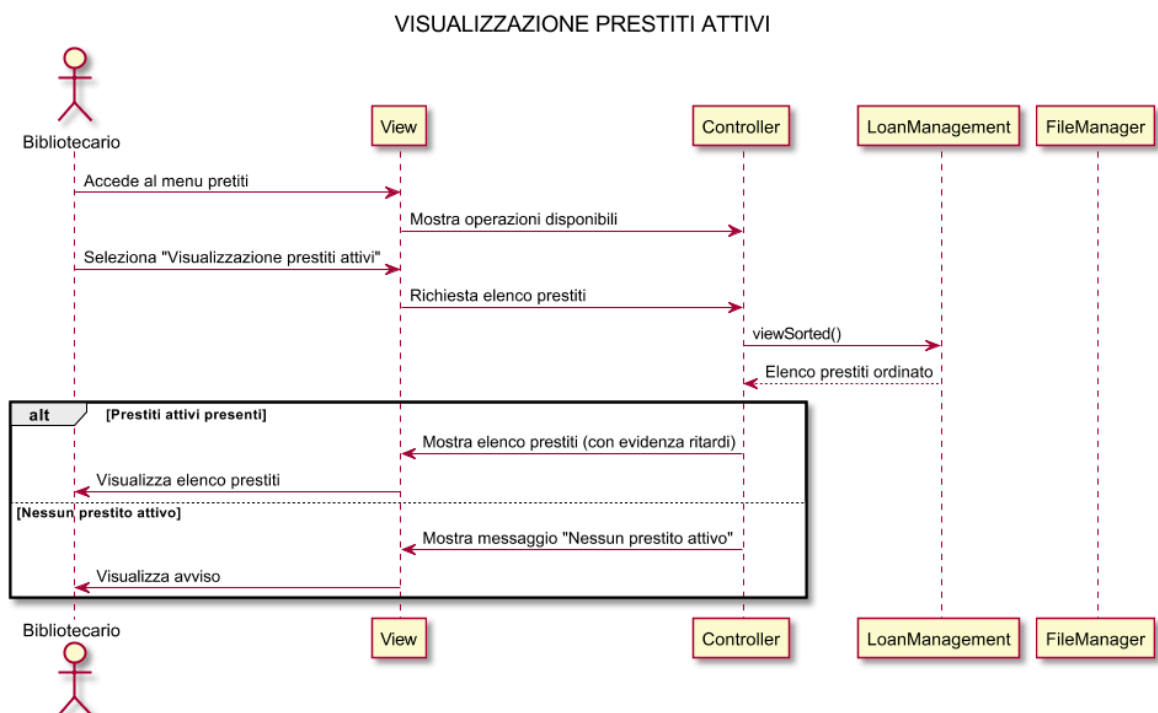 VISUALIZZAZIONE PRESTITI ATTIVI
Bibliotecario
View
Controller
LoanManagement
FileManager
Accede al menu pretiti
Mostra operazioni disponibili
Seleziona "Visualizzazione prestiti attivi"
Richiesta elenco prestiti
viewSorted()
Elenco prestiti ordinato
alt
[Prestiti attivi presenti]
Mostra elenco prestiti (con evidenza ritardi)
Visualizza elenco prestiti
[Nessun prestito attivo]
Mostra messaggio "Nessun prestito attivo"
Visualizza avviso
Bibliotecario
View
Controller
LoanManagement
FileManager